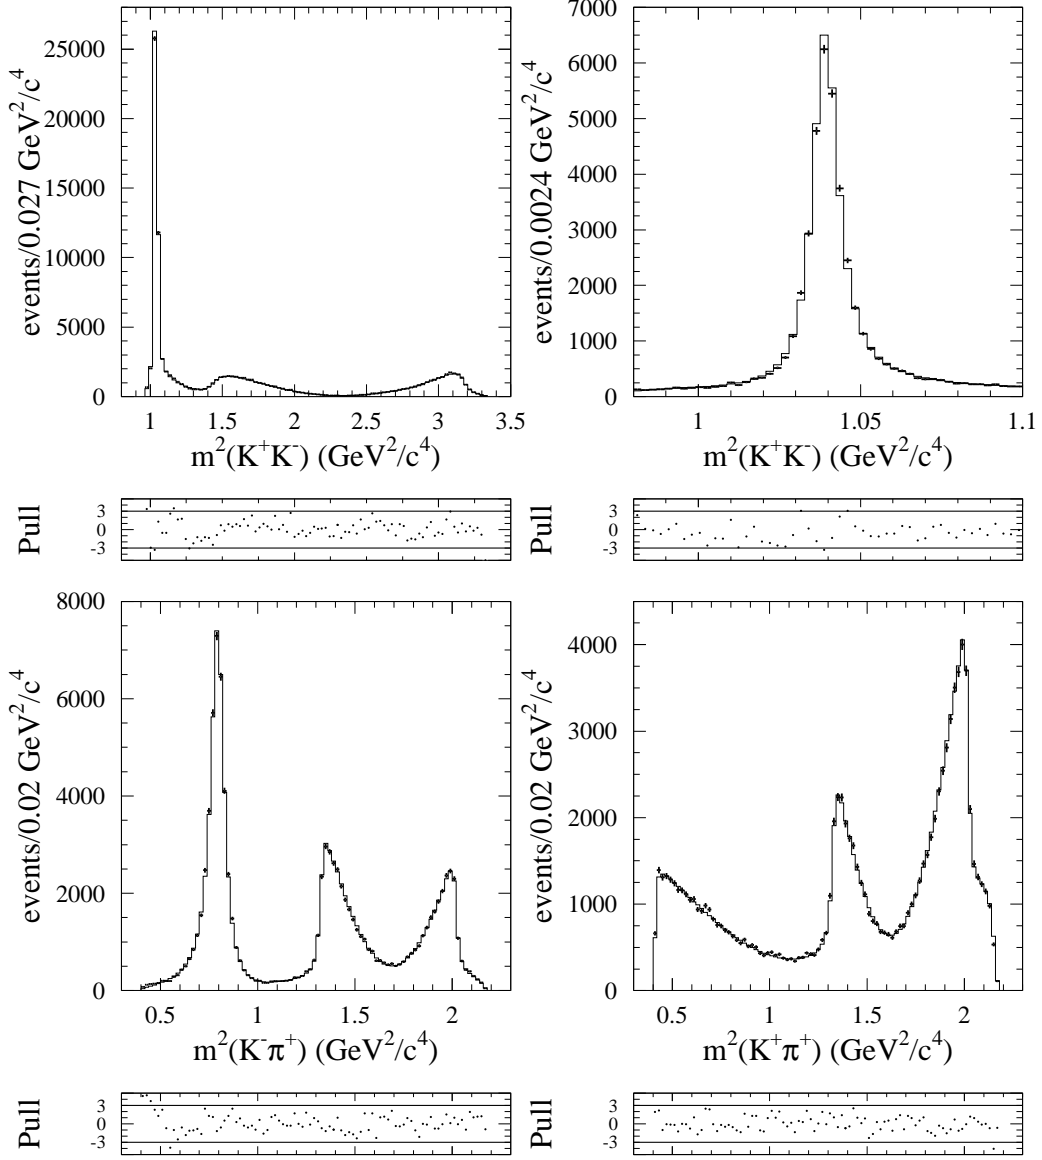 events/0.027 GeV²/c⁴
25000
20000
15000
10000
5000
0
1 1.5 2 2.5 3 3.5
m²(K⁺K⁻) (GeV²/c⁴)
events/0.0024 GeV²/c⁴
7000
6000
5000
4000
3000
2000
1000
0
1 1.05 1.1
m²(K⁺K⁻) (GeV²/c⁴)
Pull
3
0
-3
Pull
3
0
-3
events/0.02 GeV²/c⁴
8000
6000
4000
2000
0
0.5 1 1.5 2
m²(K⁻π⁺) (GeV²/c⁴)
events/0.02 GeV²/c⁴
4000
3000
2000
1000
0
0.5 1 1.5 2
m²(K⁺π⁺) (GeV²/c⁴)
Pull
3
0
-3
Pull
3
0
-3